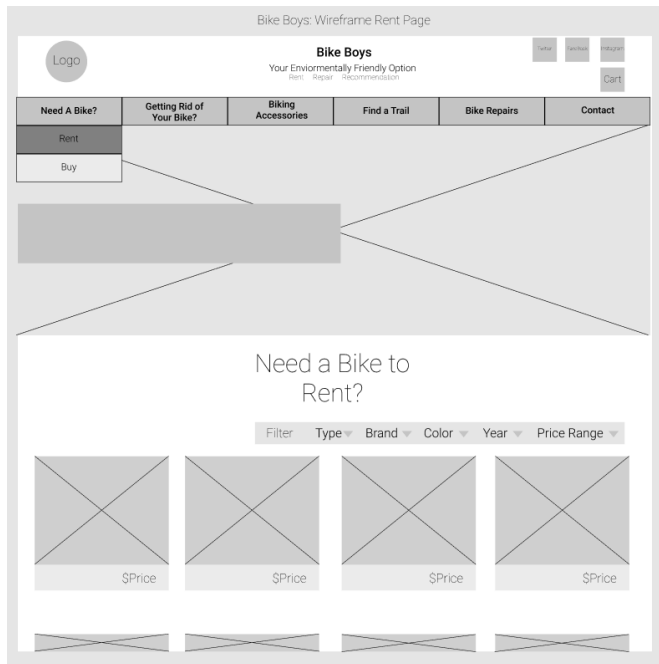 Bike Boys: Wireframe Rent Page
Logo
Bike Boys
Your Enviormentally Friendly Option
Rent Repair Recommendation
Twitter
Facebook
Instagram
Cart
Need A Bike?
Getting Rid of
Your Bike?
Biking
Accessories
Find a Trail
Bike Repairs
Contact
Rent
Buy
Need a Bike to
Rent?
Filter Type Brand Color Year Price Range
$Price
$Price
$Price
$Price